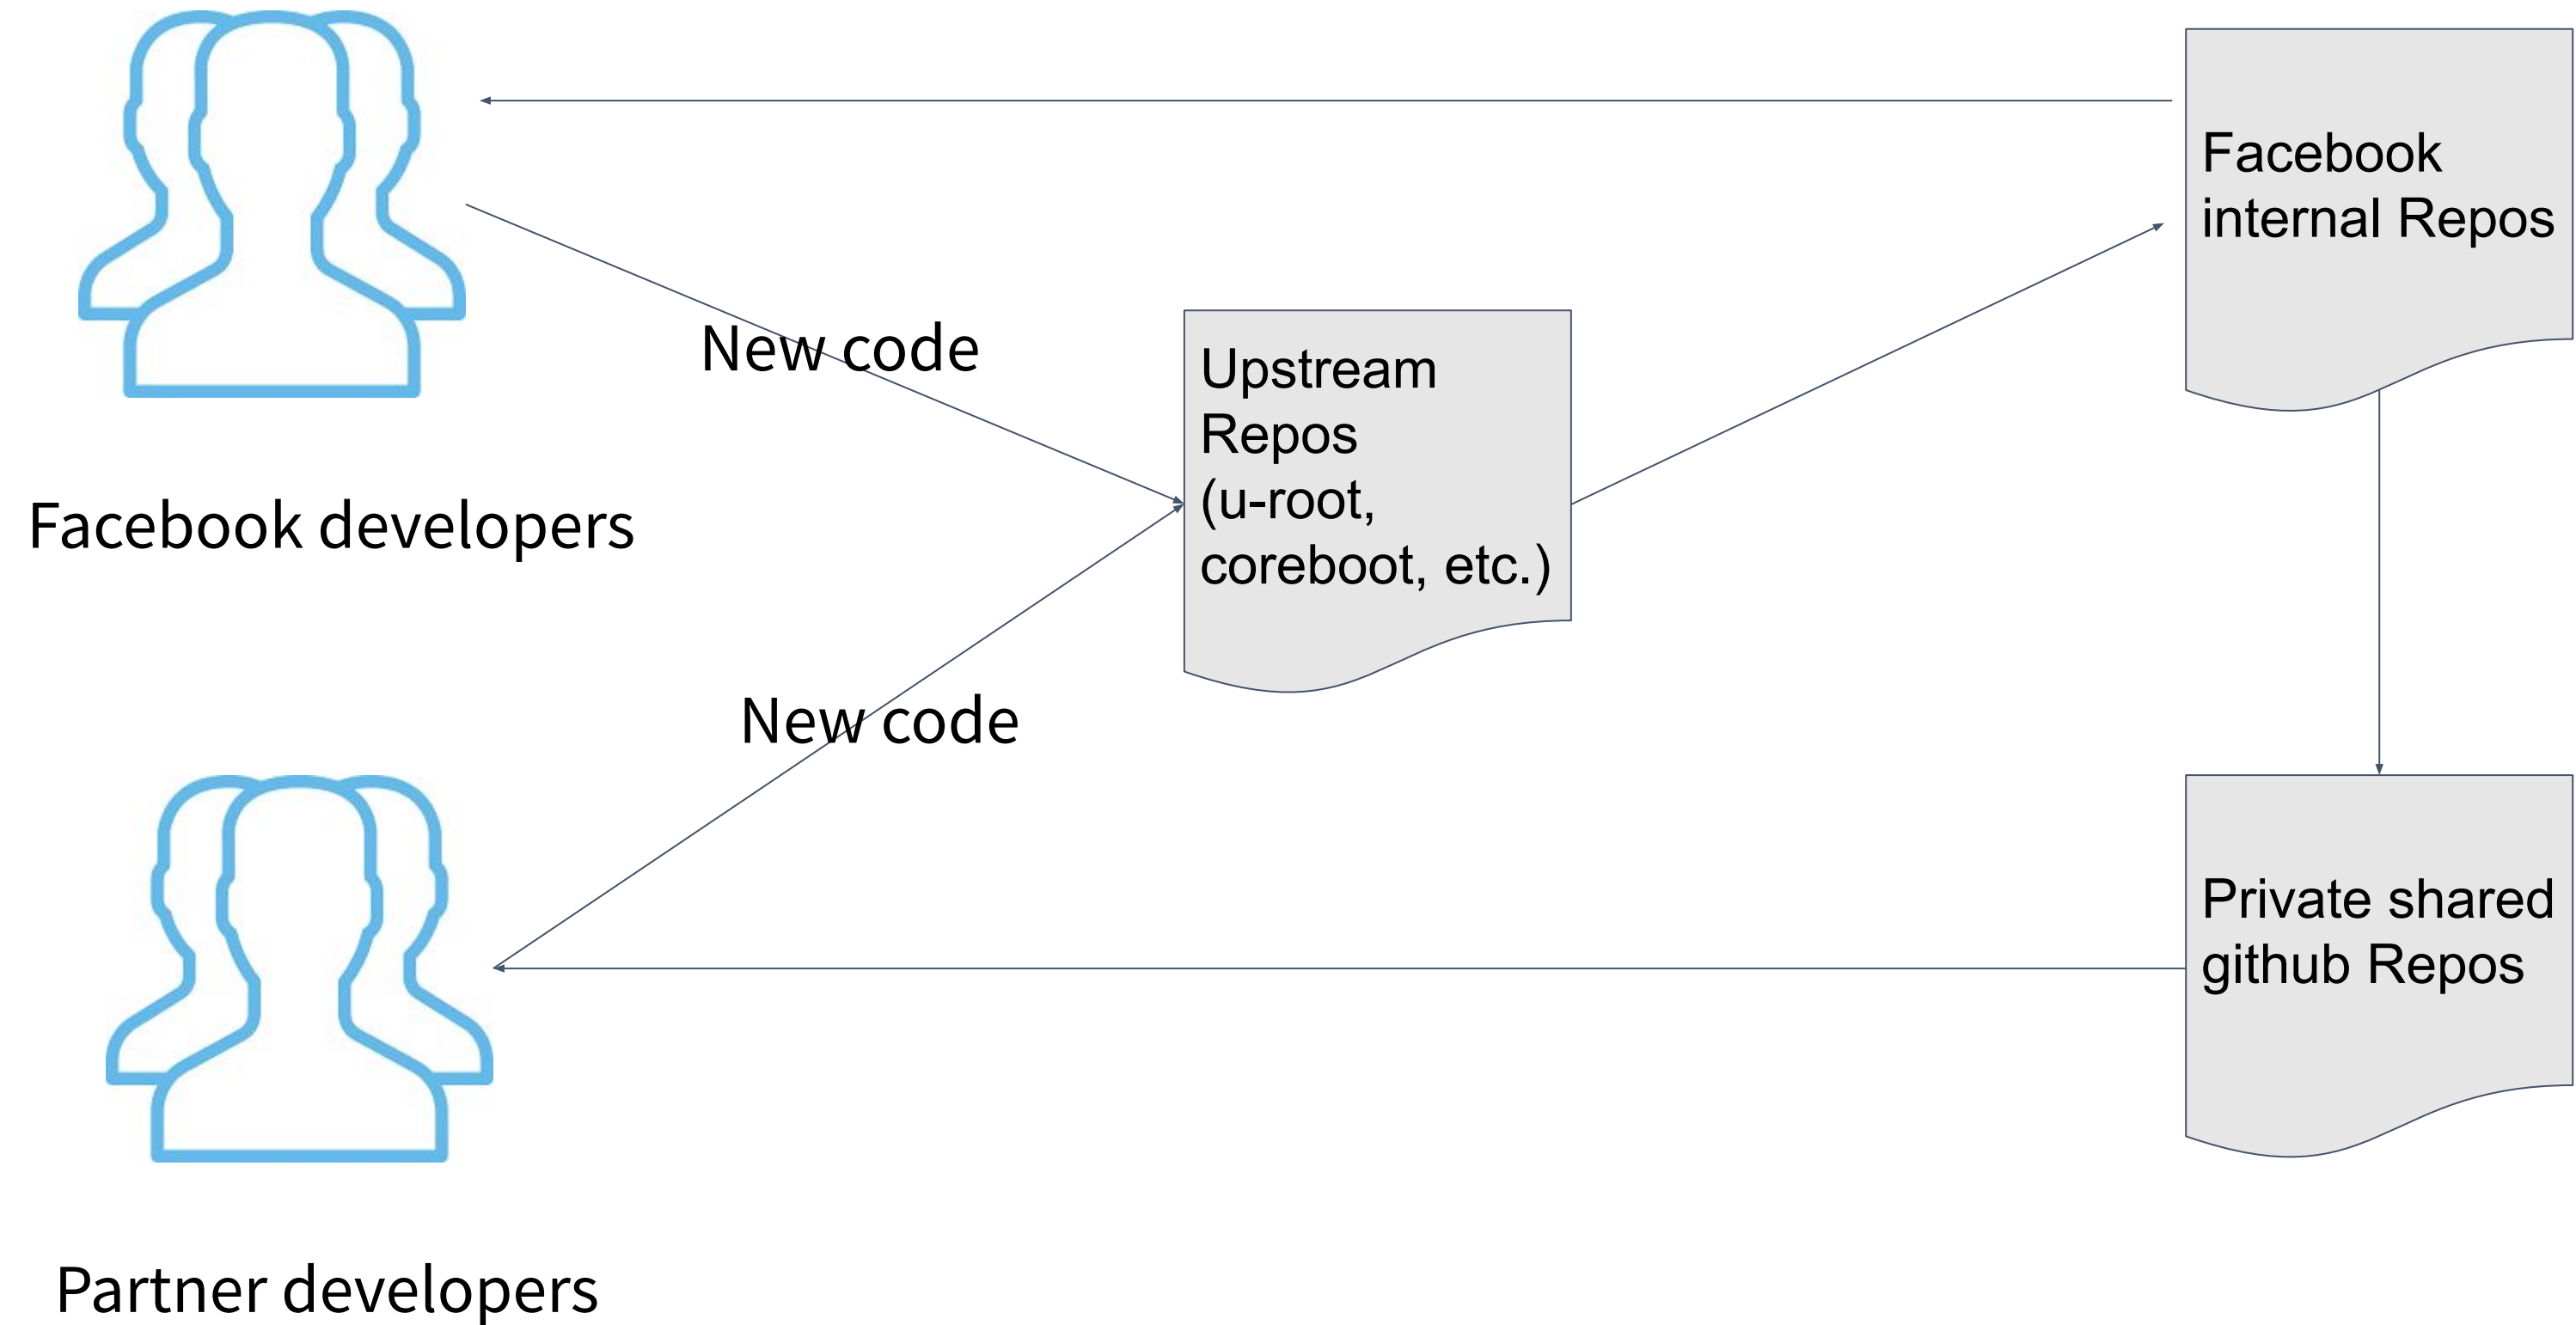 Facebook
internal Repos
New code
Upstream
Repos
(u-root,
coreboot, etc.)
Facebook developers
New code
Private shared
github Repos
Partner developers